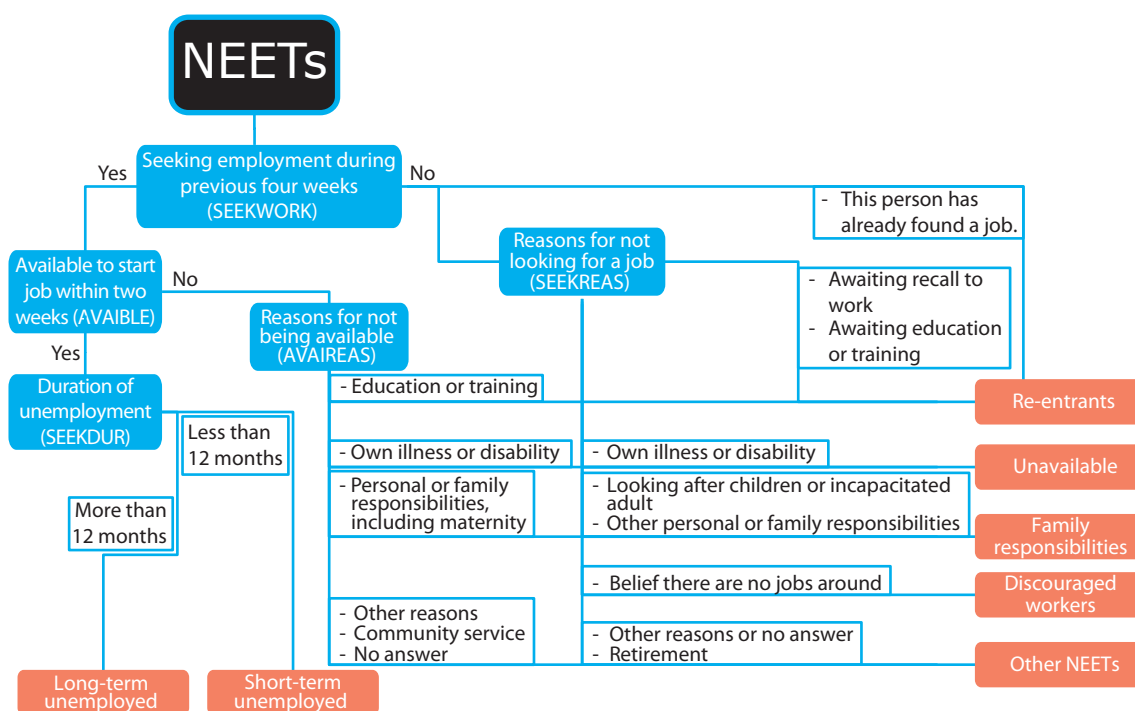 NEETs
Yes
Seeking employment during
previous four weeks
(SEEKWORK)
No
- This person has
already found a job.
Available to start
job within two
weeks (AVAIBLE)
No
Reasons for not
looking for a job
(SEEKREAS)
- Awaiting recall to
work
- Awaiting education
or training
Reasons for not
being available
(AVAIREAS)
Yes
Duration of
unemployment
(SEEKDUR)
- Education or training
Re-entrants
Less than
12 months
- Own illness or disability
- Own illness or disability
Unavailable
- Personal or family
responsibilities,
including maternity
- Looking after children or incapacitated
adult
- Other personal or family responsibilities
Family
responsibilities
More than
12 months
- Belief there are no jobs around
Discouraged
workers
- Other reasons
- Community service
- No answer
- Other reasons or no answer
- Retirement
Other NEETs
Long-term
unemployed
Short-term
unemployed